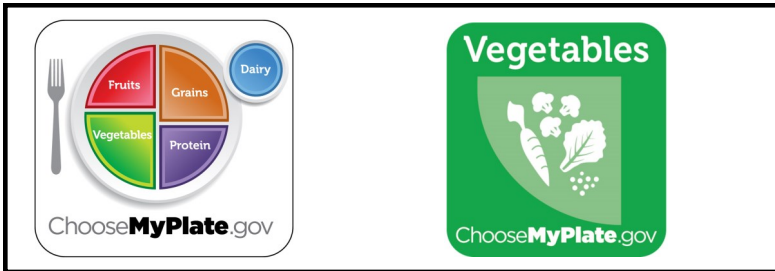 Fruits
Grains
Dairy
Vegetables
Protein
ChooseMyPlate.gov
Vegetables
ChooseMyPlate.gov